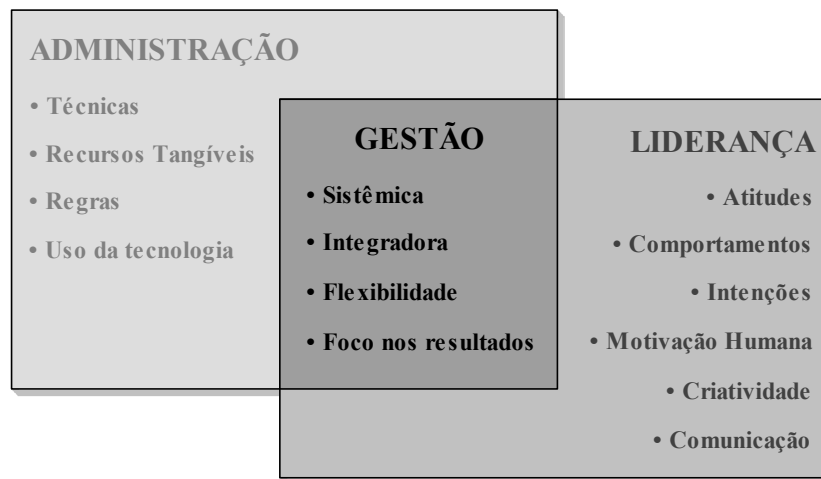 ADMINISTRAÇÃO
• Técnicas
• Recursos Tangíveis
• Regras
• Uso da tecnologia
GESTÃO
• Sistêmica
• Integradora
• Flexibilidade
• Foco nos resultados
LIDERANÇA
• Atitudes
• Comportamentos
• Intenções
• Motivação Humana
• Criatividade
• Comunicação